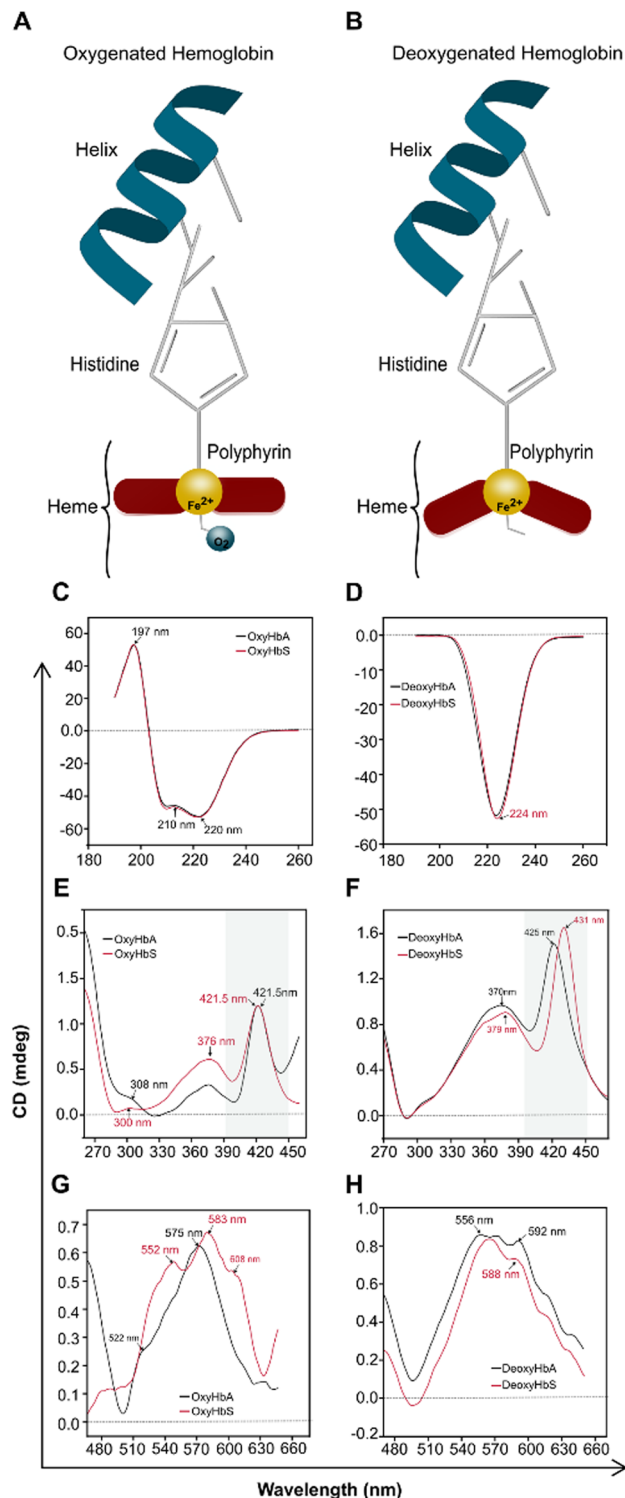 A
B
Oxygenated Hemoglobin
Deoxygenated Hemoglobin
Helix
Helix
Histidine
Histidine
Polyphyrin
Polyphyrin
Heme
Fe2+
O2
Heme
Fe2+
C
D
60
40
20
0.0
-20
-40
-60
197 nm
OxyHbA
OxyHbS
210 nm
220 nm
180 200 220 240 260
0.0
-10
-20
-30
-40
-50
-60
DeoxyHbA
DeoxyHbS
224 nm
180 200 220 240 260
E
F
0.5
1.5
1.0
0.5
0.0
OxyHbA
OxyHbS
421.5 nm
421.5nm
376 nm
308 nm
300 nm
270 300 330 360 390 420 450
1.6
1.2
0.8
0.4
0.0
DeoxyHbA
DeoxyHbS
425 nm
431 nm
370nm
379 nm
270 300 330 360 390 420 450
CD (mdeg)
G
H
0.7
0.6
0.5
0.4
0.3
0.2
0.1
0.0
583 nm
575 nm
552 nm
608 nm
522 nm
OxyHbA
OxyHbS
480 510 540 570 600 630 660
1.0
0.8
0.6
0.4
0.2
0.0
-0.2
556 nm
592 nm
588 nm
DeoxyHbA
DeoxyHbS
480 510 540 570 600 630 660
Wavelength (nm)